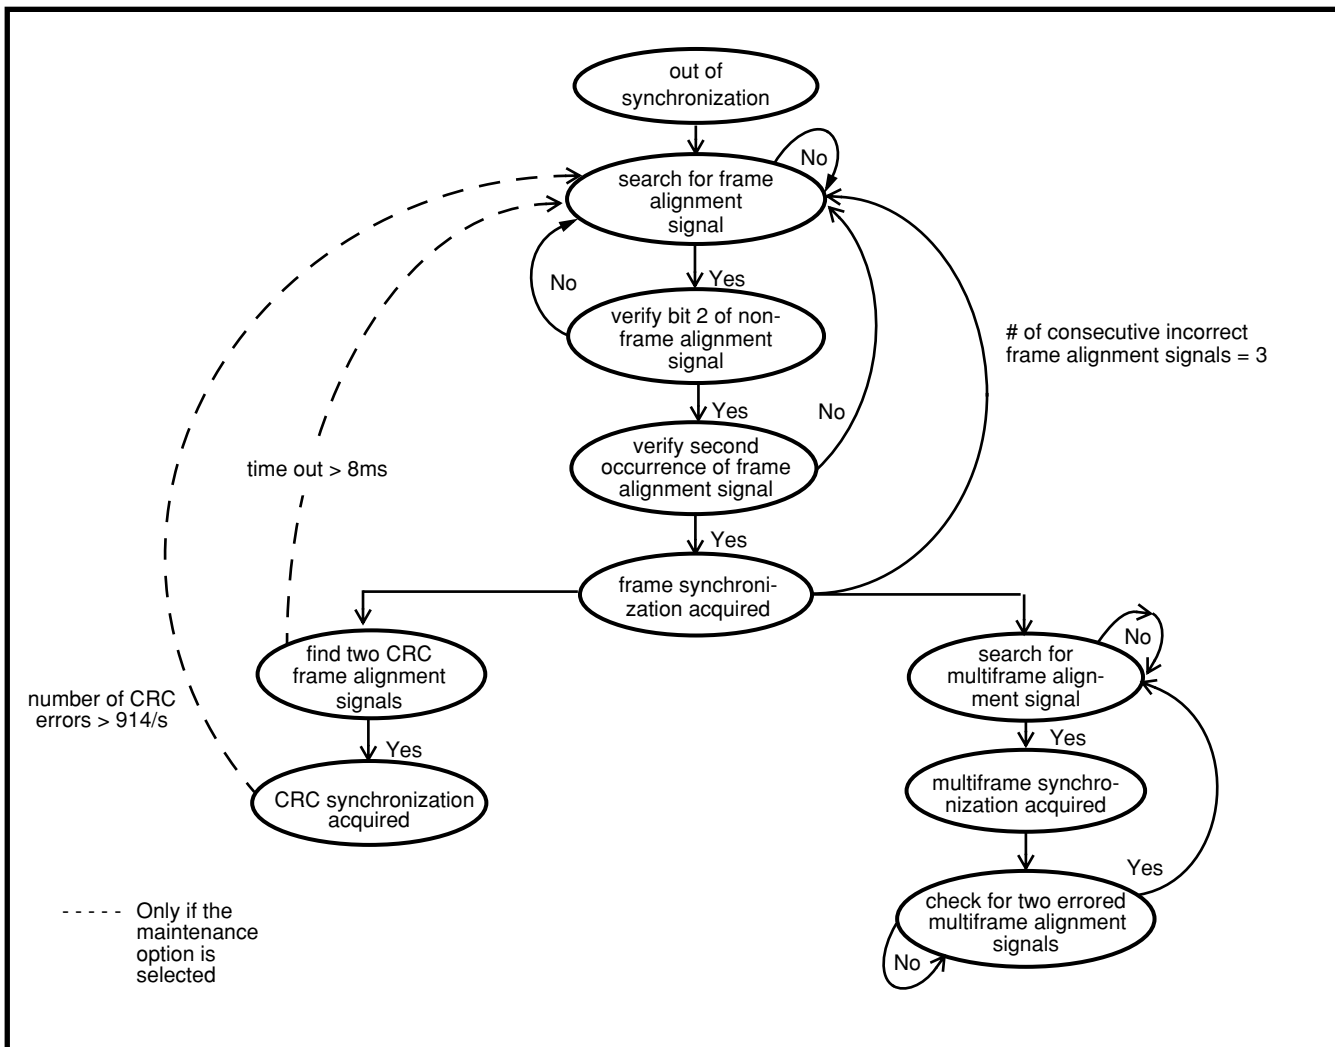 out of
synchronization
No
search for frame
alignment
signal
No
Yes
verify bit 2 of non-
frame alignment
signal
# of consecutive incorrect
frame alignment signals = 3
Yes
No
verify second
occurrence of frame
alignment signal
time out > 8ms
Yes
frame synchroni-
zation acquired
find two CRC
frame alignment
signals
No
search for
multiframe align-
ment signal
number of CRC
errors > 914/s
Yes
Yes
CRC synchronization
acquired
multiframe synchro-
nization acquired
Yes
check for two errored
multiframe alignment
signals
No
- - - - - Only if the
maintenance
option is
selected